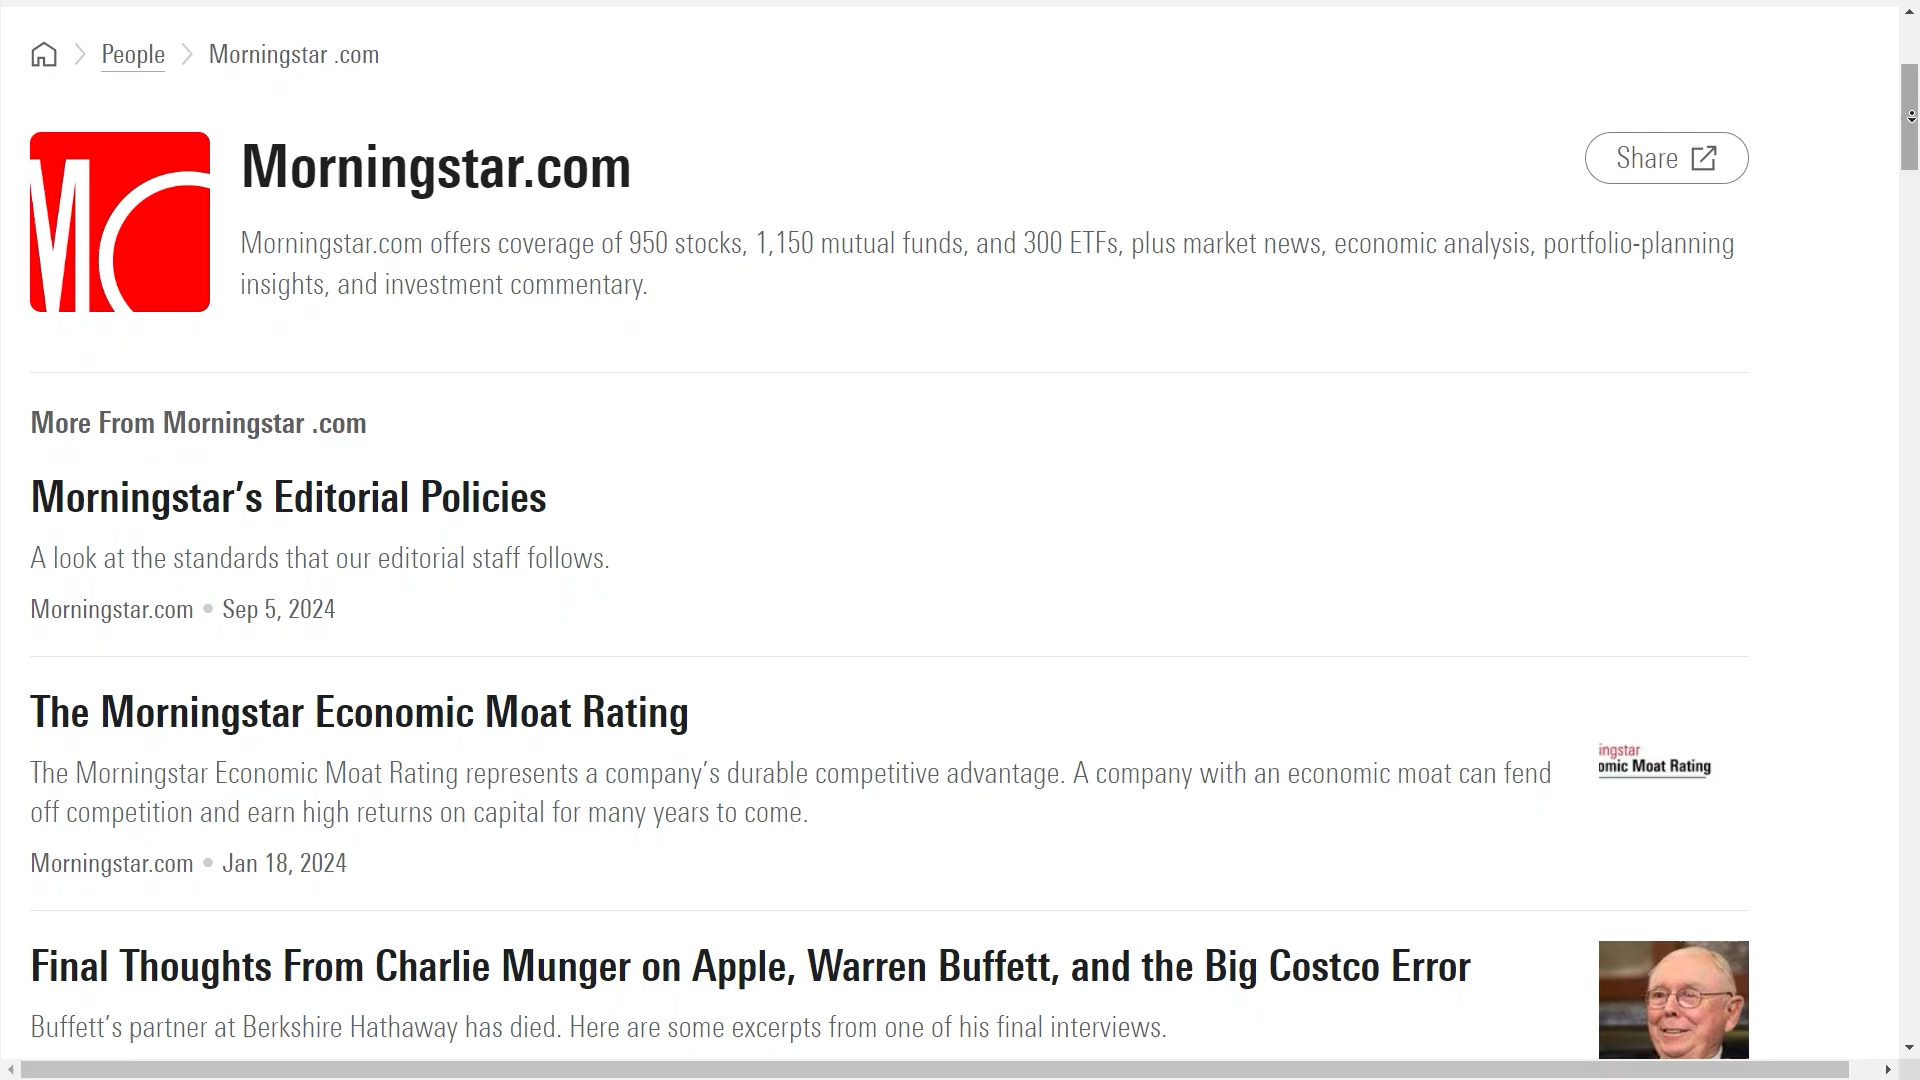 People
Morningstar .com
Morningstar.com
Share
Morningstar.com offers coverage of 950 stocks, 1,150 mutual funds, and 300 ETFs, plus market news, economic analysis, portfolio-planning
insights, and investment commentary.
More From Morningstar .com
Morningstar’s Editorial Policies
A look at the standards that our editorial staff follows.
Morningstar.com • Sep 5, 2024
The Morningstar Economic Moat Rating
The Morningstar Economic Moat Rating represents a company’s durable competitive advantage. A company with an economic moat can fend
off competition and earn high returns on capital for many years to come.
ingstar
omic Moat Rating
Morningstar.com • Jan 18, 2024
Final Thoughts From Charlie Munger on Apple, Warren Buffett, and the Big Costco Error
Buffett’s partner at Berkshire Hathaway has died. Here are some excerpts from one of his final interviews.